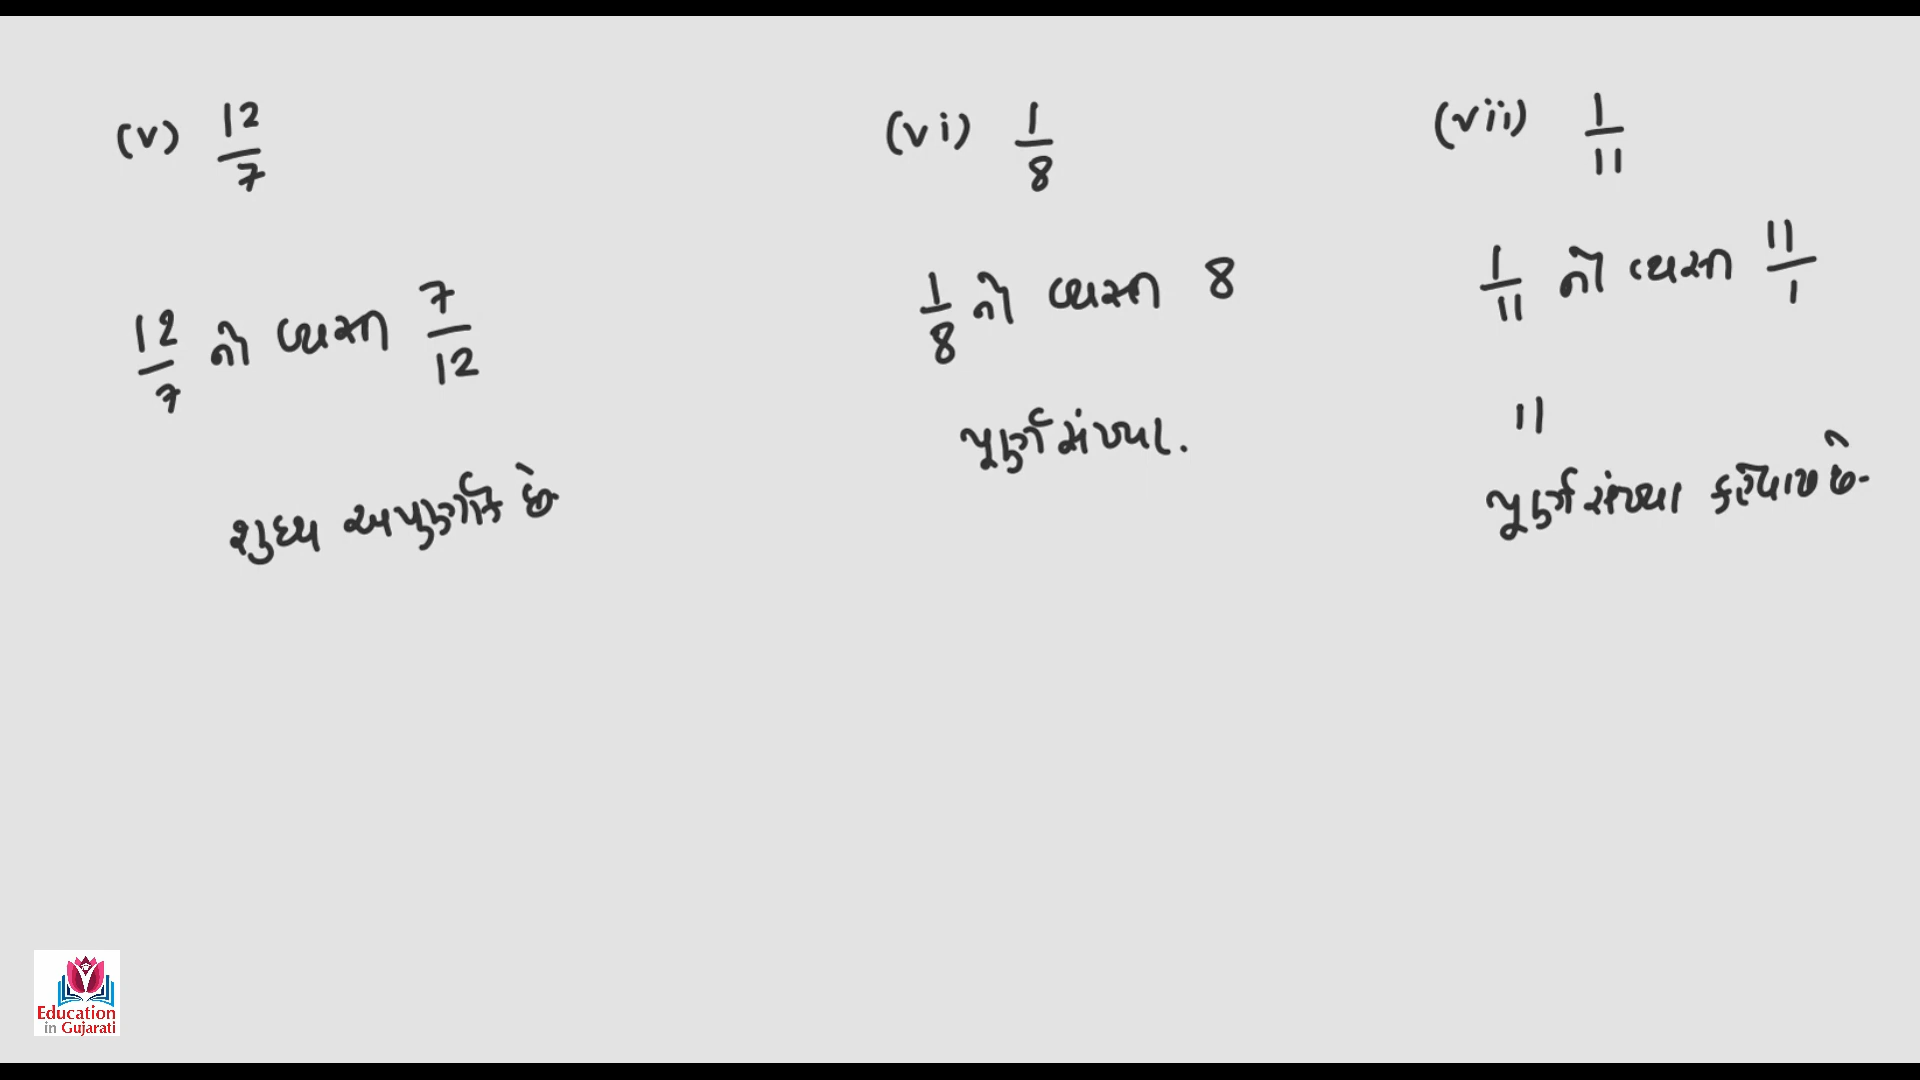 (v) 12/7
12/7 નો વ્યસ્ત 7/12
શુધ્ધ અપૂર્ણાંક છે
(vi) 1/8
1/8 નો વ્યસ્ત 8
પૂર્ણ સંખ્યા.
(vii) 1/11
1/11 નો વ્યસ્ત 11/1
11
પૂર્ણ સંખ્યા કહેવાય છે.
Education
in Gujarati